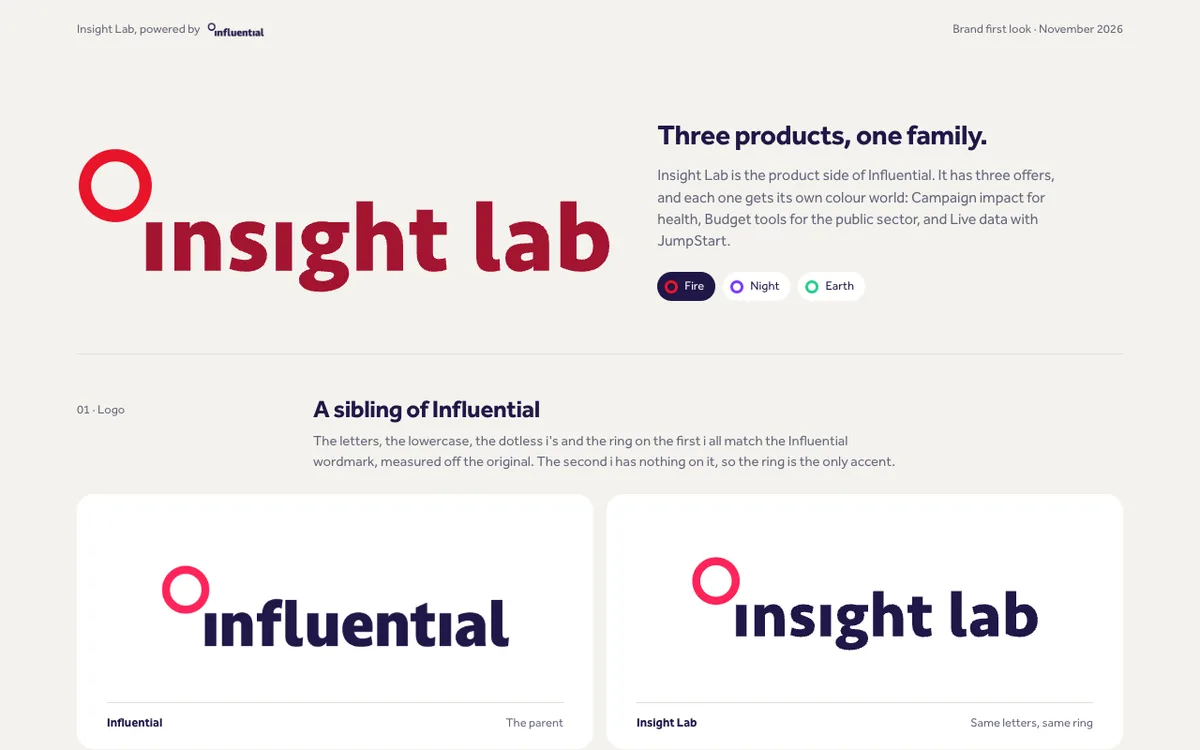 Insight Lab, powered by ınfluentıal
Brand first look · November 2026
ınsıght lab
Three products, one family.
Insight Lab is the product side of Influential. It has three offers,
and each one gets its own colour world: Campaign impact for
health, Budget tools for the public sector, and Live data with
JumpStart.
Fire
Night
Earth
01 · Logo
A sibling of Influential
The letters, the lowercase, the dotless i's and the ring on the first i all match the Influential
wordmark, measured off the original. The second i has nothing on it, so the ring is the only accent.
ınfluentıal
Influential
The parent
ınsıght lab
Insight Lab
Same letters, same ring